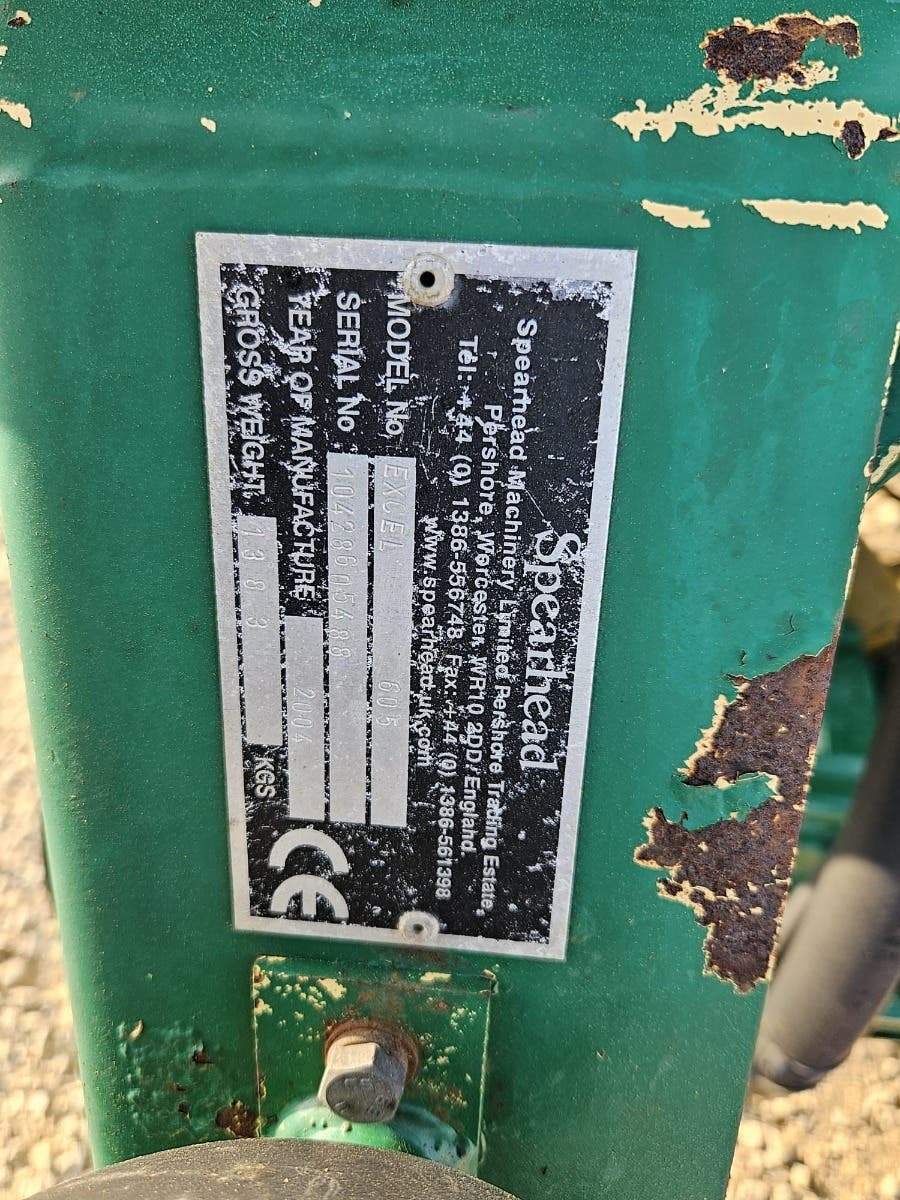 Spearhead
Spearhead Machinery Limited Pershore Trading Estate,
Pershore, Worcester, WR10 2DD, England.
Tel: +44 (0) 1386-556748 Fax: +44 (0) 1386-561398
www.spearhead.uk.com
MODEL No EXCEL 605
SERIAL No 1042860548B
YEAR OF MANUFACTURE 2004
GROSS WEIGHT 1383 KGS
CE